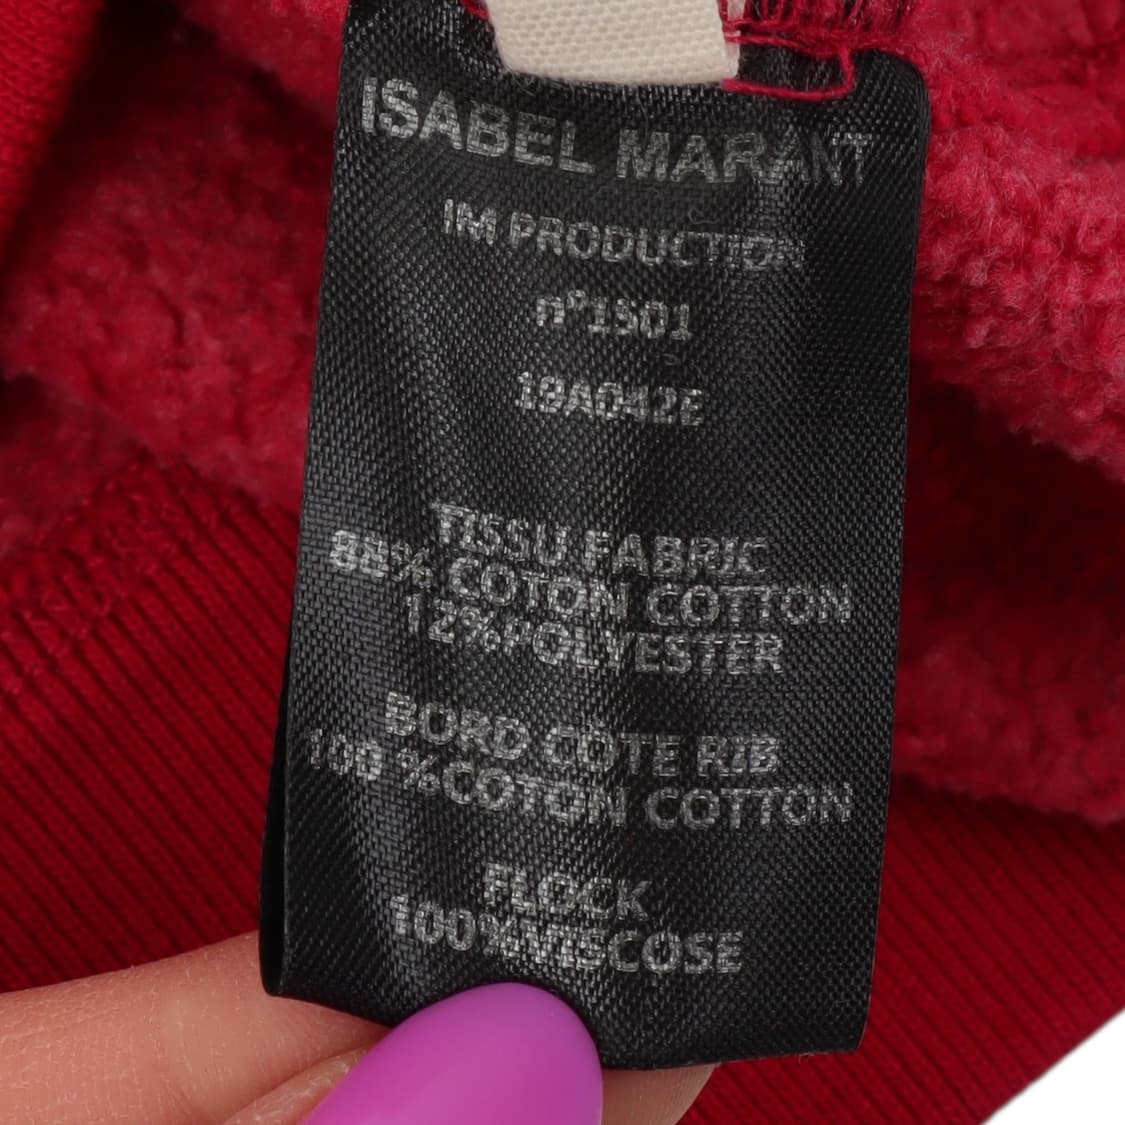 ISABEL MARANT
IM PRODUCTION
n°1501
19A042E
TISSU FABRIC
88% COTON COTTON
12%POLYESTER
BORD CÔTE RIB
100 %COTON COTTON
FLOCK
100%VISCOSE